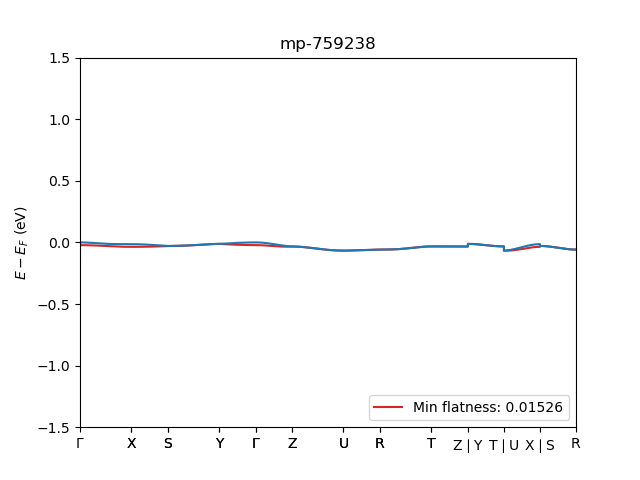 mp-759238
1.5
1.0
0.5
0.0
−0.5
−1.0
−1.5
E − E_F (eV)
Min flatness: 0.01526
Γ X S Y Γ Z U R T Z | Y T | U X | S R